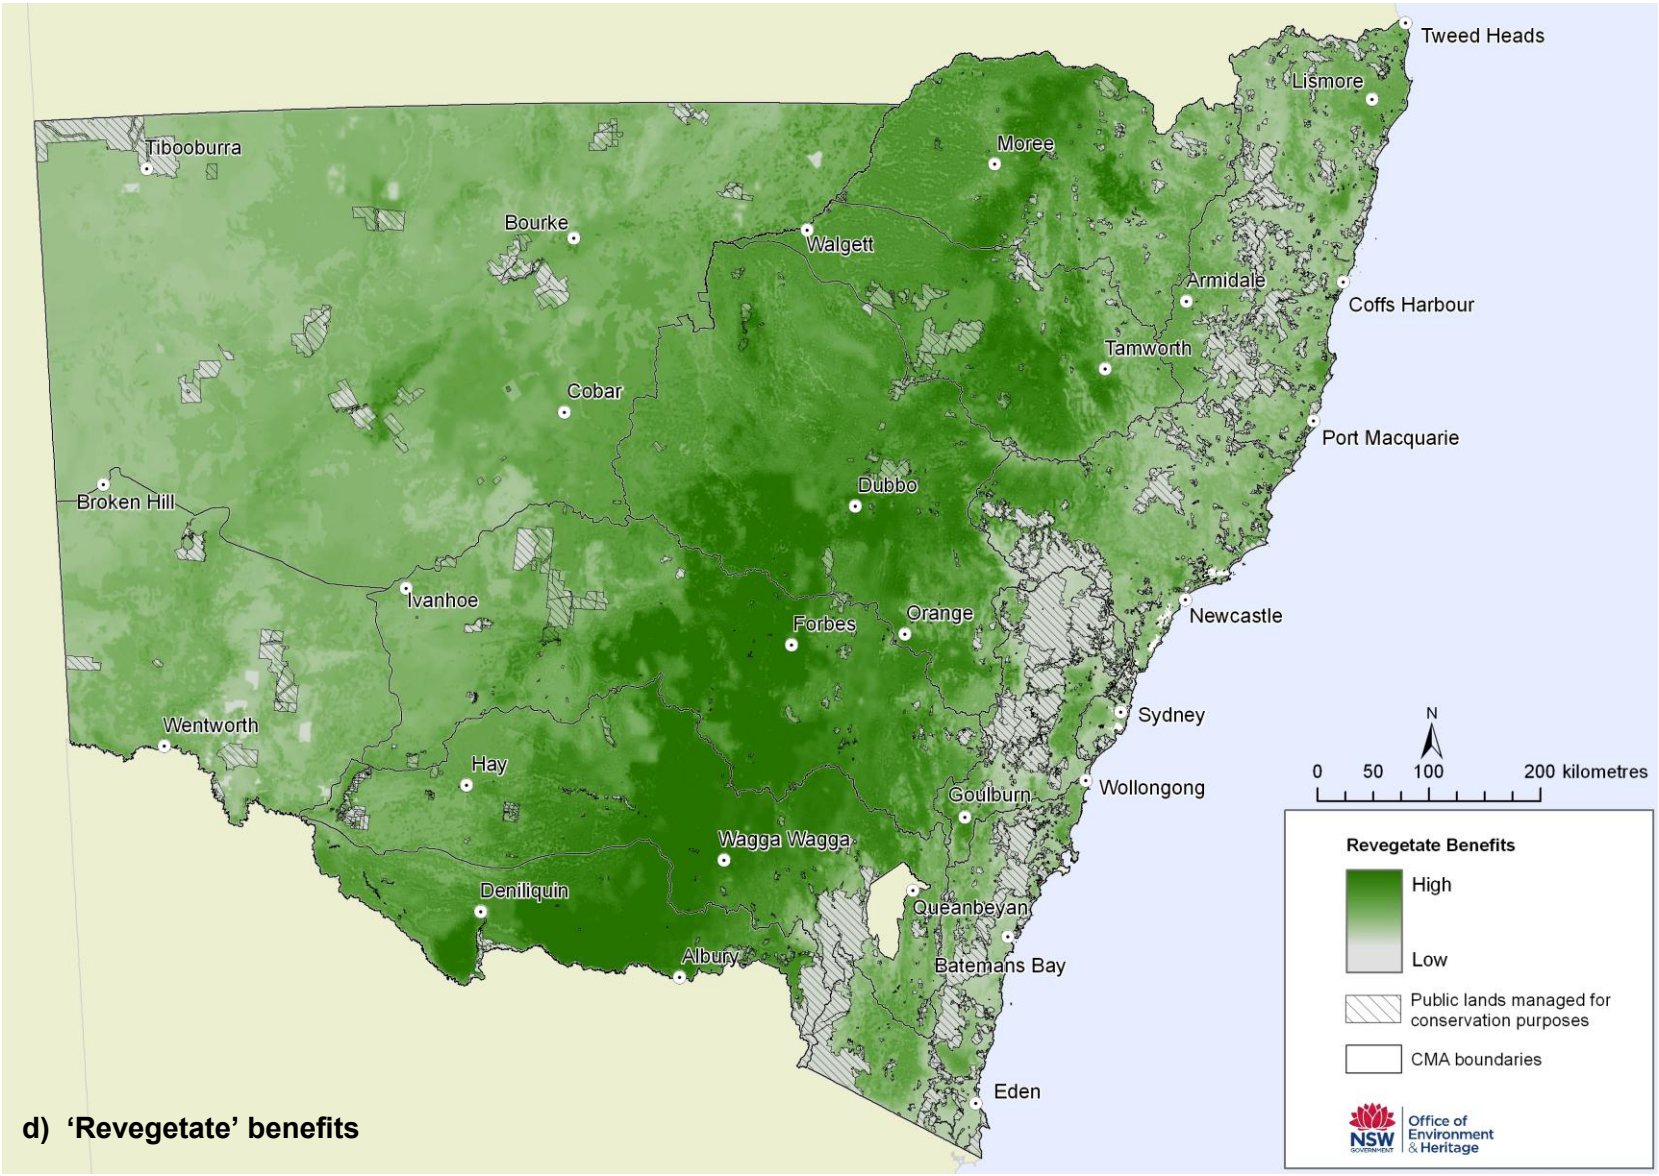 Tweed Heads
Lismore
Tibooburra
Moree
Bourke
Walgett
Armidale
Coffs Harbour
Tamworth
Cobar
Port Macquarie
Broken Hill
Dubbo
Ivanhoe
Forbes
Orange
Newcastle
Wentworth
Sydney
Hay
Goulburn
Wollongong
Wagga Wagga
Deniliquin
Queanbeyan
Albury
Batemans Bay
Eden
N
0 50 100 200 kilometres
Revegetate Benefits
High
Low
Public lands managed for
conservation purposes
CMA boundaries
NSW
GOVERNMENT
Office of
Environment
& Heritage
d) ‘Revegetate’ benefits